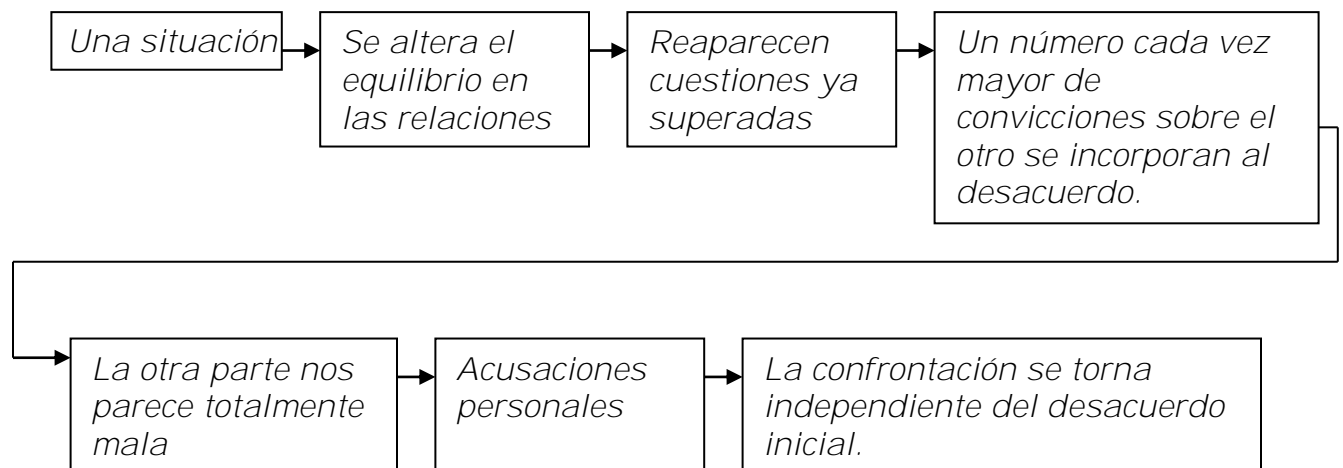 Una situación
Se altera el
equilibrio en
las relaciones
Reaparecen
cuestiones ya
superadas
Un número cada vez
mayor de
convicciones sobre el
otro se incorporan al
desacuerdo.
La otra parte nos
parece totalmente
mala
Acusaciones
personales
La confrontación se torna
independiente del desacuerdo
inicial.